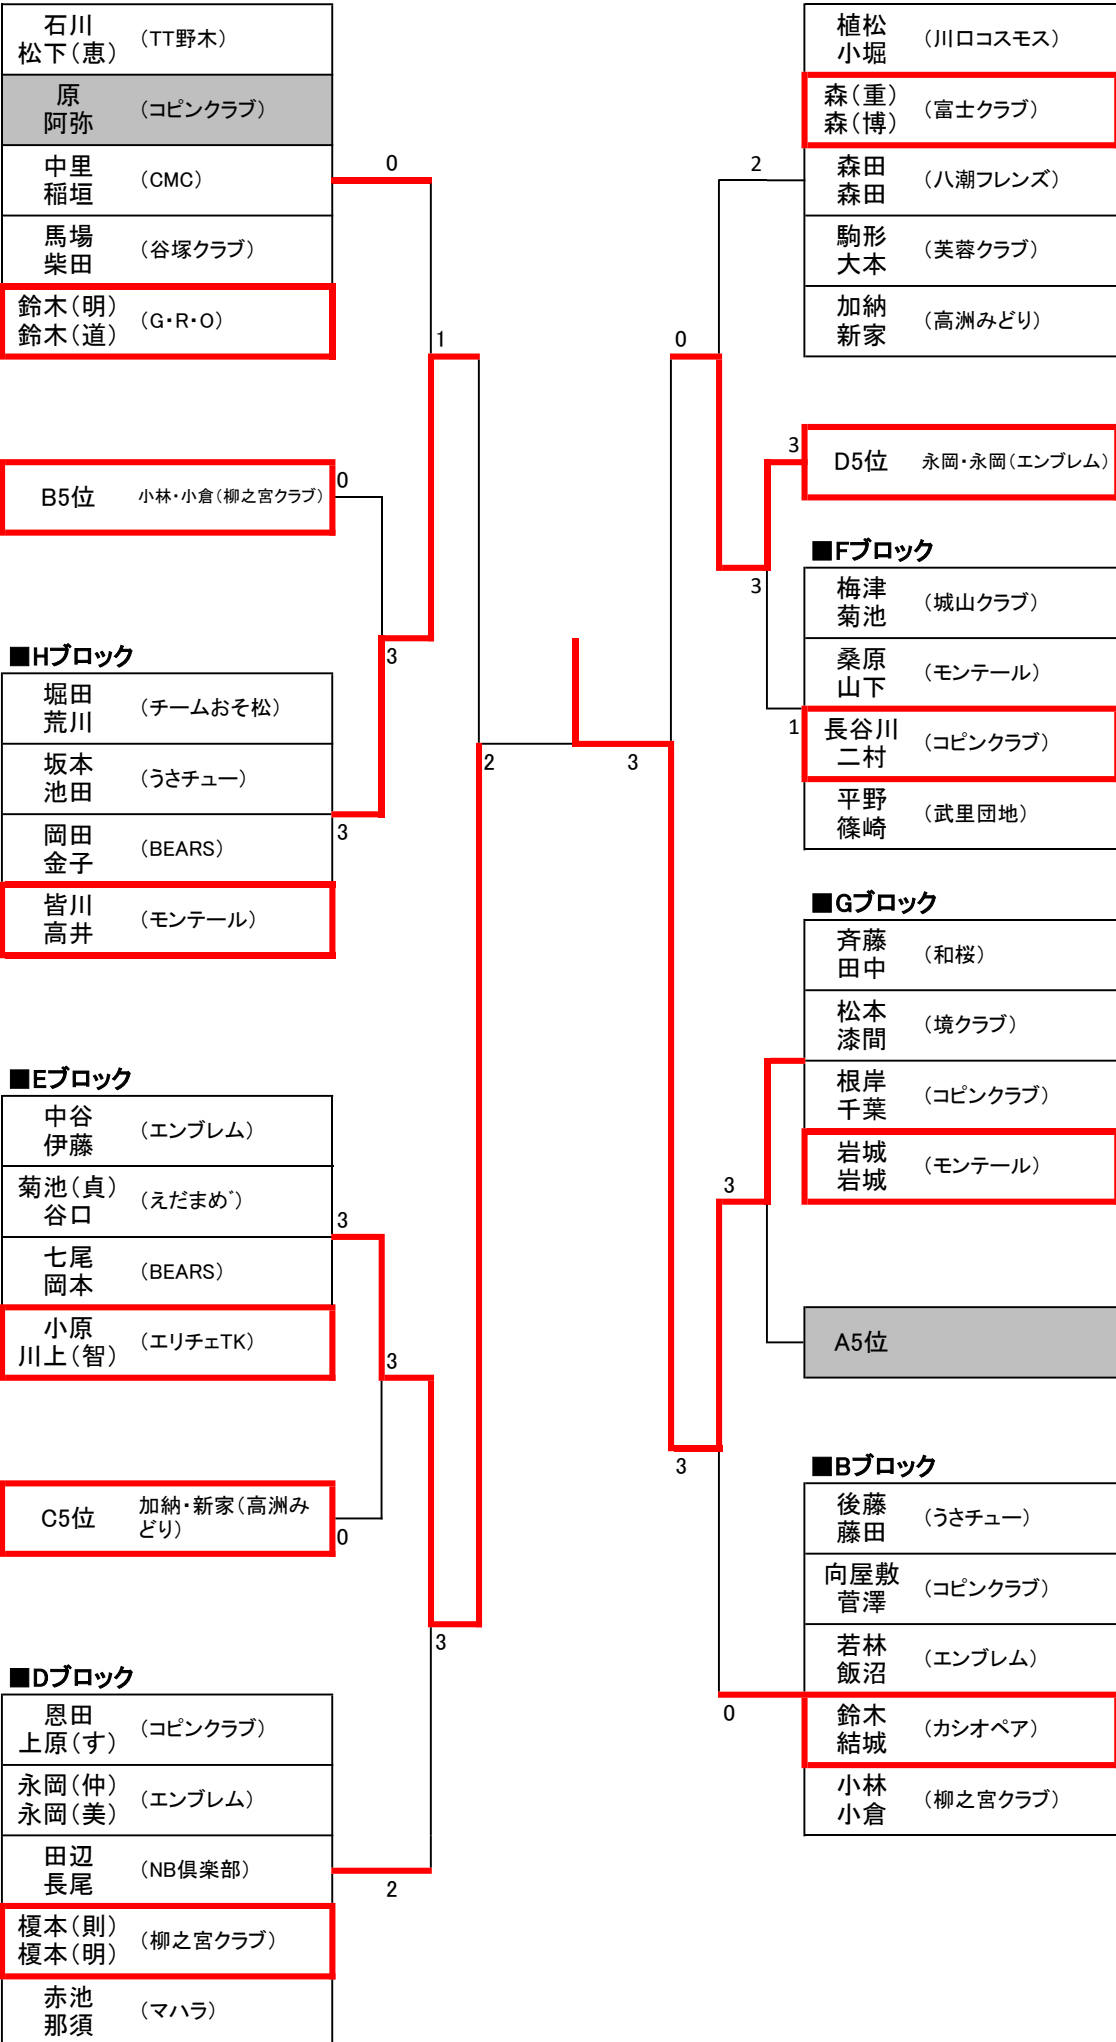 石川
松下(恵)
(TT野木)
原
阿弥
(コピンクラブ)
中里
稲垣
(CMC)
0
馬場
柴田
(谷塚クラブ)
鈴木(明)
鈴木(道)
(G・R・O)
1
B5位
小林・小倉(柳之宮クラブ)
0
3
■Hブロック
堀田
荒川
(チームおそ松)
坂本
池田
(うさチュー)
3
岡田
金子
(BEARS)
皆川
高井
(モンテール)
2
■Eブロック
中谷
伊藤
(エンブレム)
菊池(貞)
谷口
(えだまめ゛)
3
七尾
岡本
(BEARS)
小原
川上(智)
(エリチェTK)
3
C5位
加納・新家(高洲み
どり)
0
3
■Dブロック
恩田
上原(す)
(コピンクラブ)
永岡(仲)
永岡(美)
(エンブレム)
田辺
長尾
(NB倶楽部)
2
榎本(則)
榎本(明)
(柳之宮クラブ)
赤池
那須
(マハラ)
植松
小堀
(川口コスモス)
森(重)
森(博)
(富士クラブ)
2
森田
森田
(八潮フレンズ)
駒形
大本
(芙蓉クラブ)
加納
新家
(高洲みどり)
0
3
D5位
永岡・永岡(エンブレム)
3
■Fブロック
梅津
菊池
(城山クラブ)
桑原
山下
(モンテール)
1
長谷川
二村
(コピンクラブ)
平野
篠崎
(武里団地)
3
■Gブロック
斉藤
田中
(和桜)
松本
漆間
(境クラブ)
根岸
千葉
(コピンクラブ)
岩城
岩城
(モンテール)
3
A5位
3
■Bブロック
後藤
藤田
(うさチュー)
向屋敷
菅澤
(コピンクラブ)
若林
飯沼
(エンブレム)
0
鈴木
結城
(カシオペア)
小林
小倉
(柳之宮クラブ)